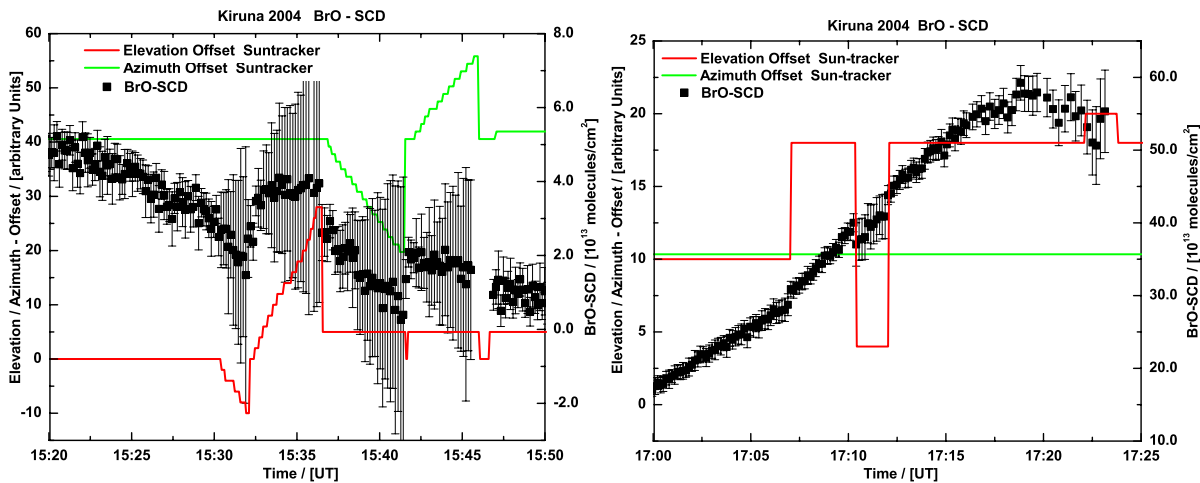 Kiruna 2004 BrO - SCD
Elevation / Azimuth - Offset / [arbitrary Units]
60
50
40
30
20
10
0
-10
Elevation Offset Suntracker
Azimuth Offset Suntracker
BrO-SCD
8.0
6.0
4.0
2.0
0.0
-2.0
BrO-SCD / [10¹³ molecules/cm²]
15:20 15:25 15:30 15:35 15:40 15:45 15:50
Time / [UT]
Kiruna 2004 BrO - SCD
Elevation / Azimuth - Offset / [arbitrary Units]
25
20
15
10
5
0
Elevation Offset Sun-tracker
Azimuth Offset Sun-tracker
BrO-SCD
60.0
50.0
40.0
30.0
20.0
10.0
BrO-SCD / [10¹³ molecules/cm²]
17:00 17:05 17:10 17:15 17:20 17:25
Time / [UT]